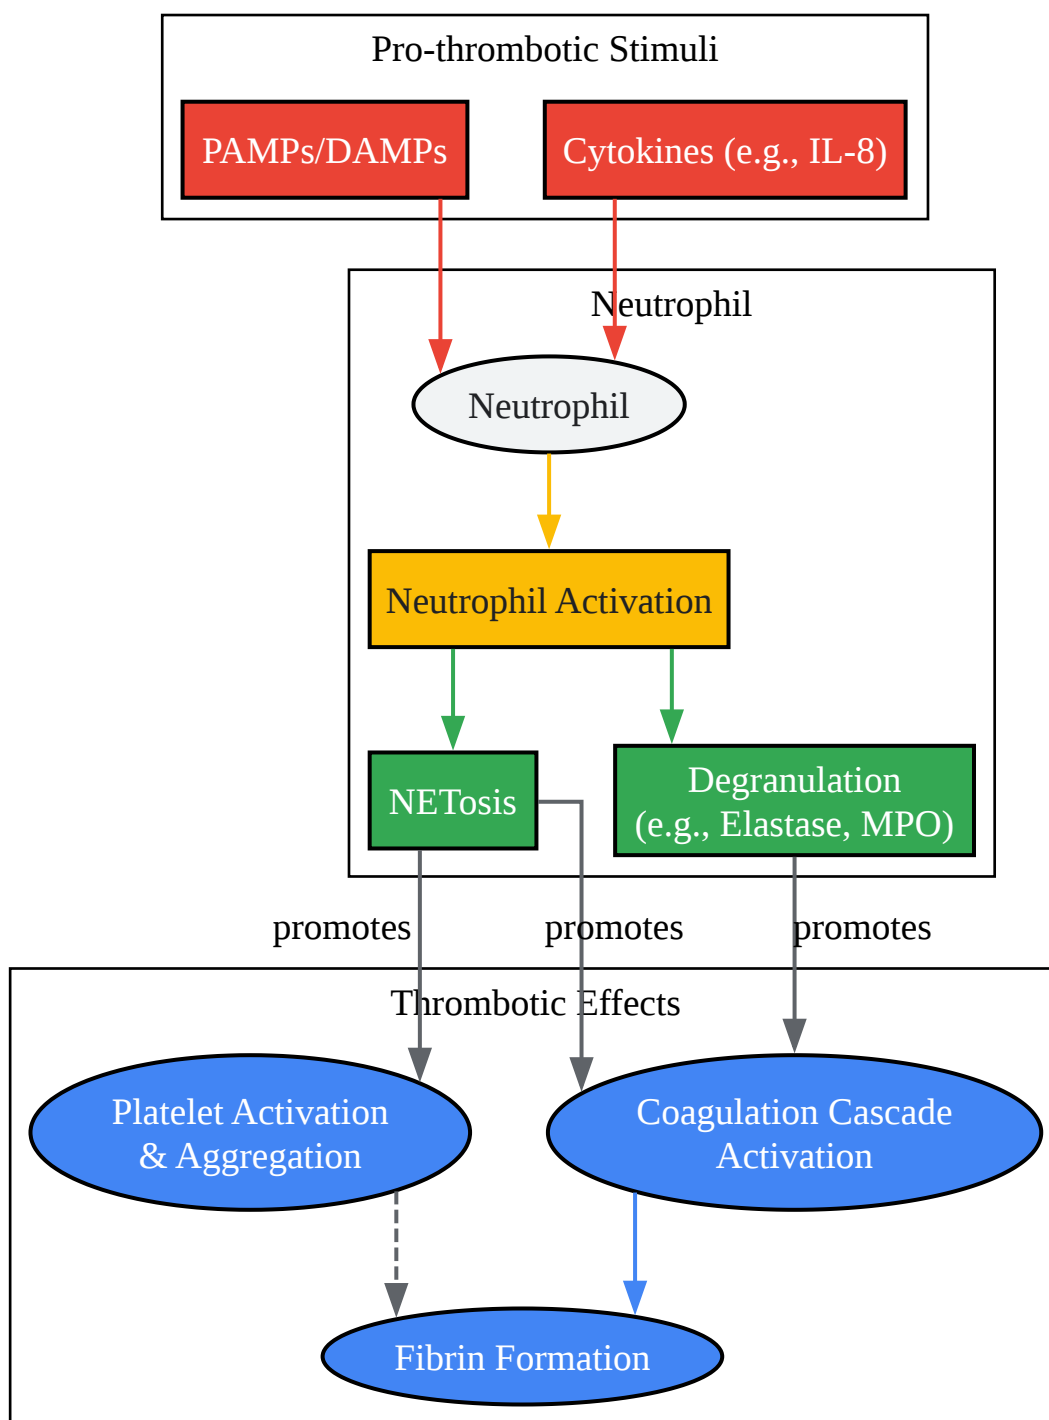 Pro-thrombotic Stimuli
PAMPs/DAMPs
Cytokines (e.g., IL-8)
Neutrophil
Neutrophil
Neutrophil Activation
NETosis
Degranulation
(e.g., Elastase, MPO)
promotes
promotes
promotes
Thrombotic Effects
Platelet Activation
& Aggregation
Coagulation Cascade
Activation
Fibrin Formation